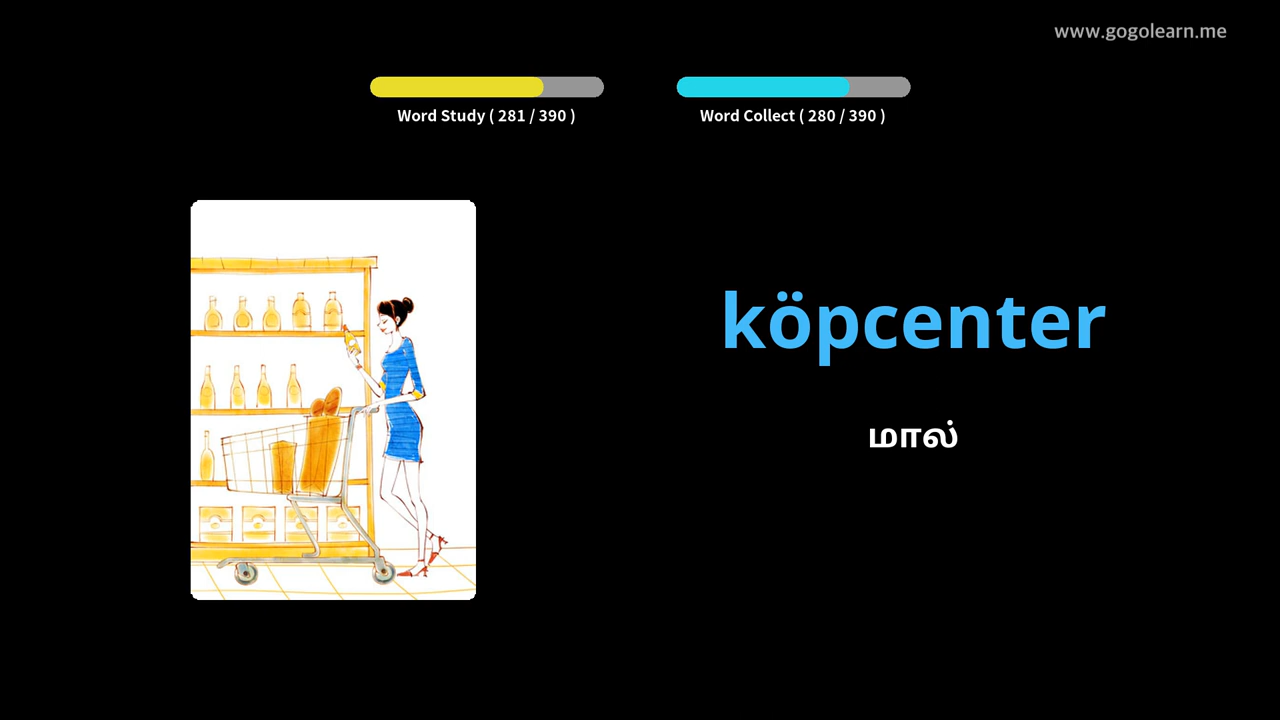 www.gogolearn.me
Word Study ( 281 / 390 )
Word Collect ( 280 / 390 )
köpcenter
மால்